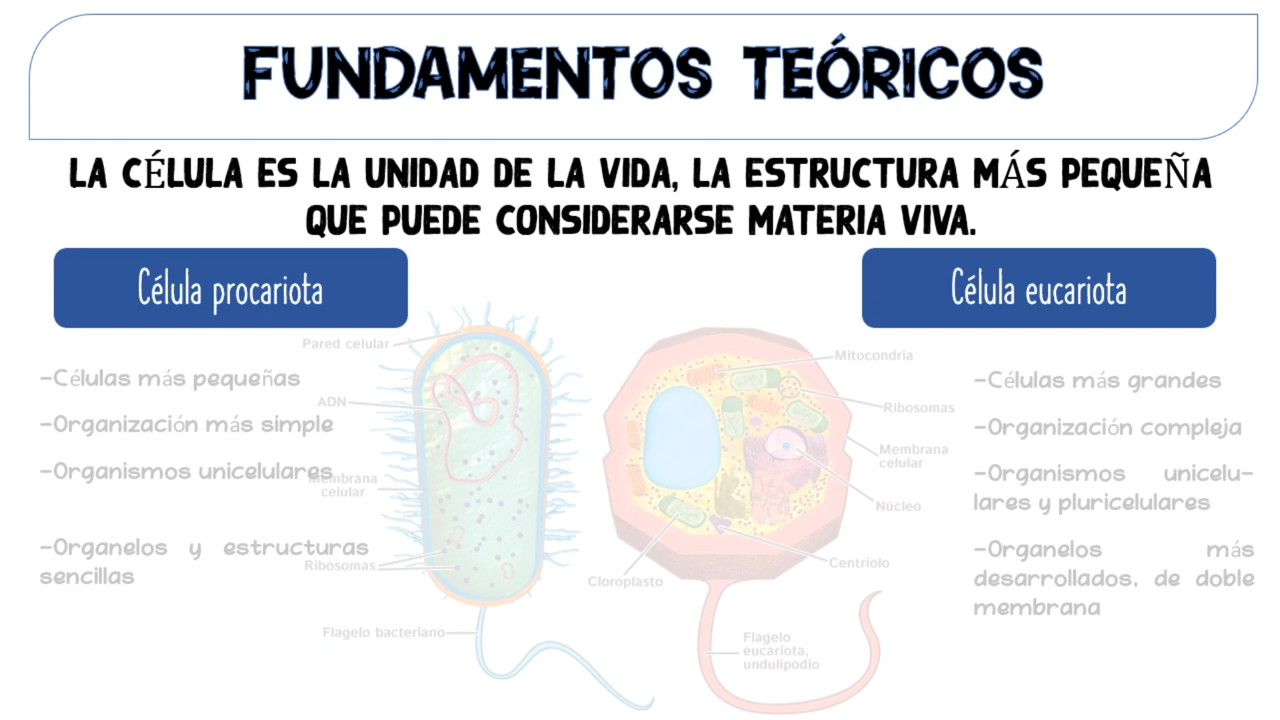 FUNDAMENTOS TEÓRICOS
LA CÉLULA ES LA UNIDAD DE LA VIDA, LA ESTRUCTURA MÁS PEQUEÑA
QUE PUEDE CONSIDERARSE MATERIA VIVA.
Célula procariota
-Células más pequeñas
-Organización más simple
-Organismos unicelulares
-Organelos y estructuras
sencillas
Pared celular
ADN
Membrana
celular
Ribosomas
Flagelo bacteriano
Célula eucariota
Mitocondria
Ribosomas
Membrana
celular
Núcleo
Centríolo
Cloroplasto
Flagelo
eucariota,
undulipodio
-Células más grandes
-Organización compleja
-Organismos unicelu-
lares y pluricelulares
-Organelos más
desarrollados, de doble
membrana